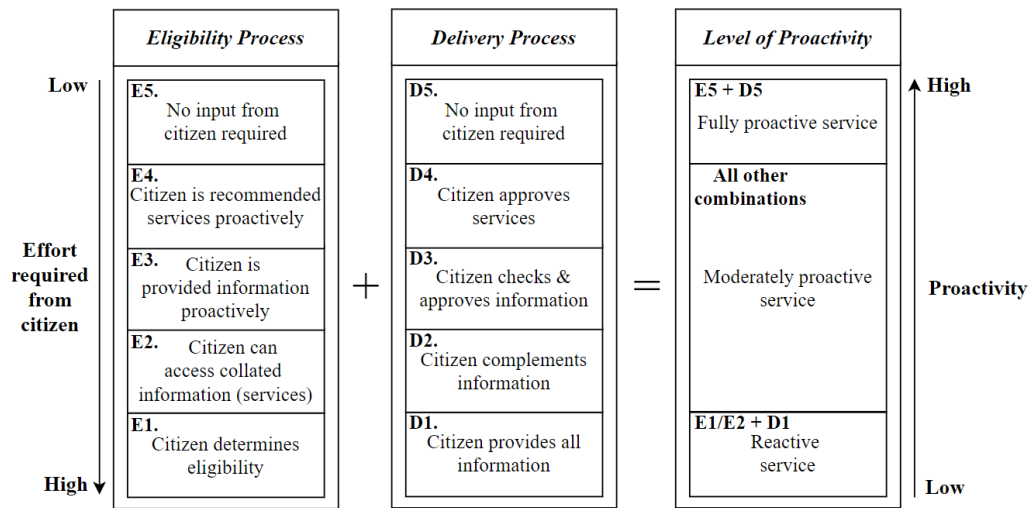 Eligibility Process
Delivery Process
Level of Proactivity
Low
High
Effort
required
from
citizen
E5.
No input from
citizen required
E4.
Citizen is recommended
services proactively
E3.
Citizen is
provided information
proactively
E2.
Citizen can
access collated
information (services)
E1.
Citizen determines
eligibility
+
D5.
No input from
citizen required
D4.
Citizen approves
services
D3.
Citizen checks &
approves information
D2.
Citizen complements
information
D1.
Citizen provides all
information
=
E5 + D5
Fully proactive service
All other
combinations
Moderately proactive
service
E1/E2 + D1
Reactive
service
High
Proactivity
Low